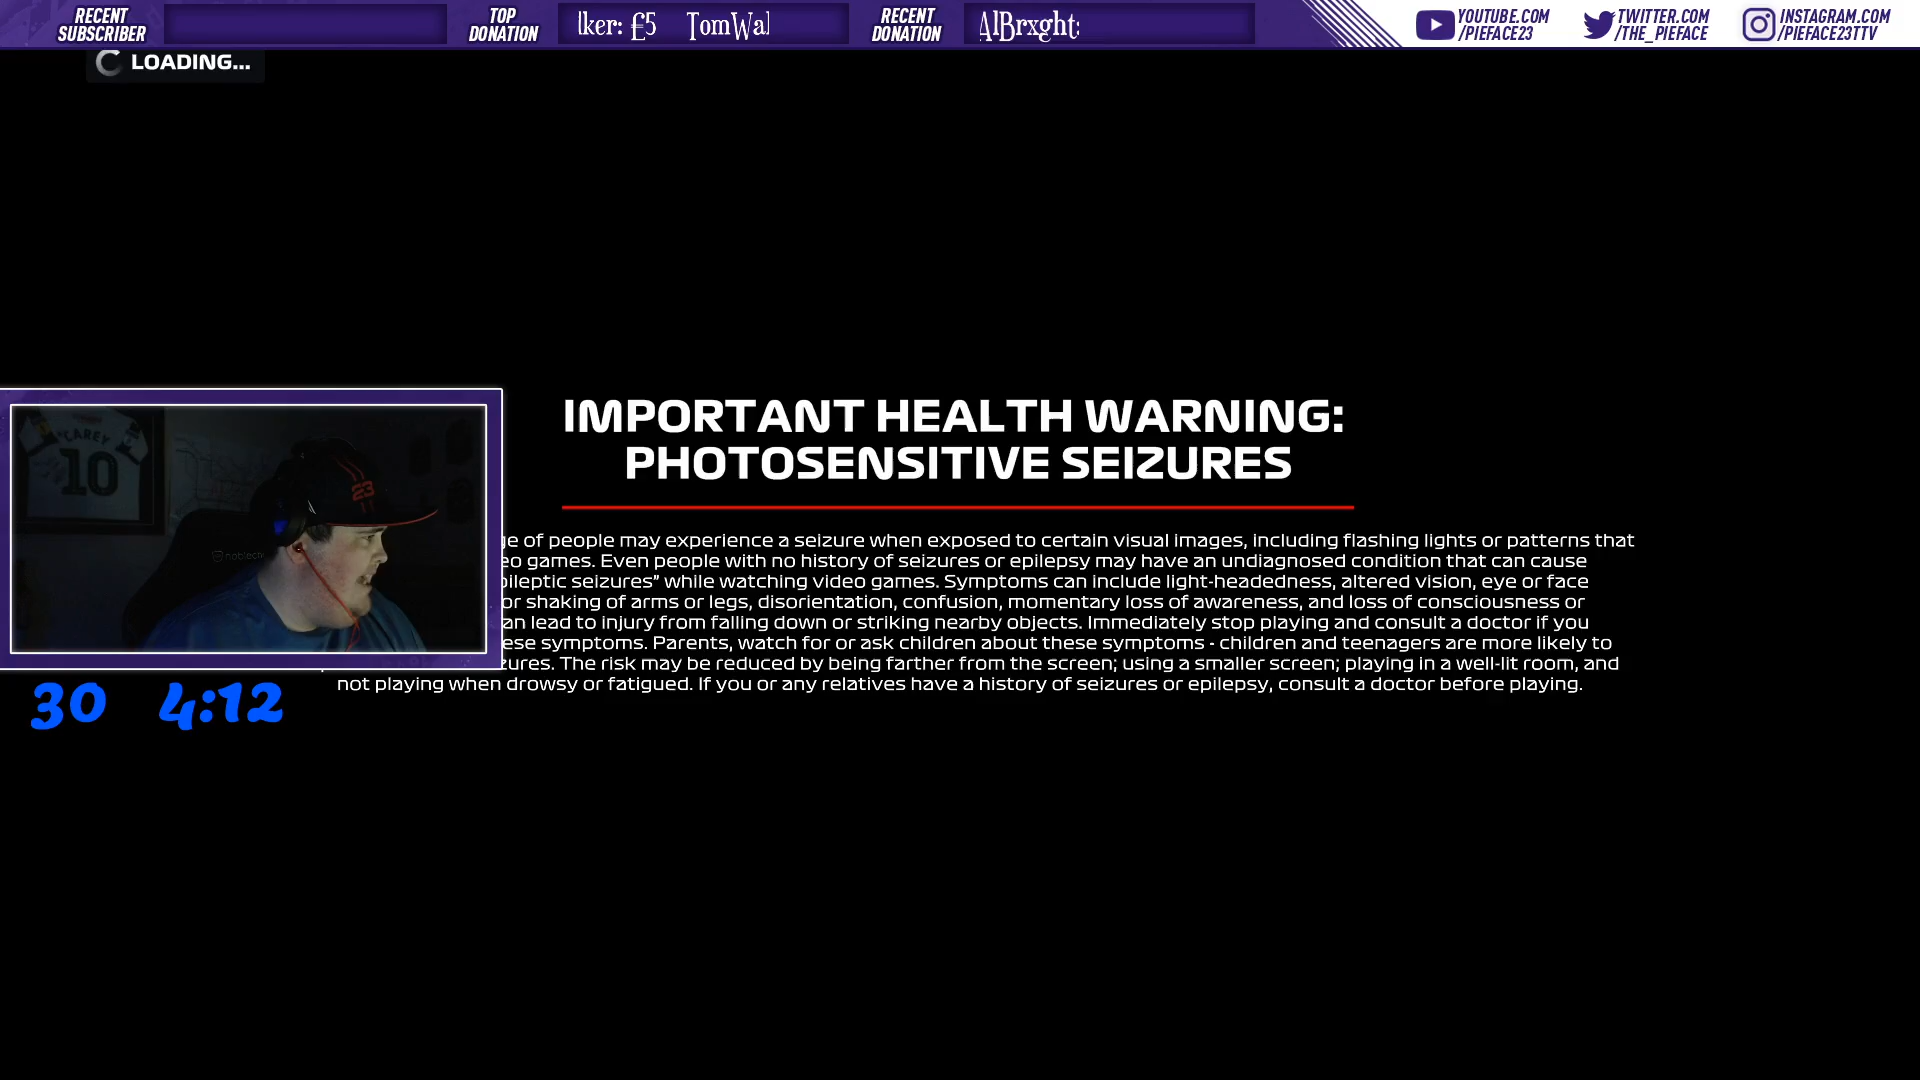 RECENT
SUBSCRIBER
TOP
DONATION
lker: £5 TomWal
RECENT
DONATION
AlBrxght
YOUTUBE.COM
/PIEFACE23
TWITTER.COM
/THE_PIEFACE
INSTAGRAM.COM
/PIEFACE23TTV
LOADING...
IMPORTANT HEALTH WARNING:
PHOTOSENSITIVE SEIZURES
CAREY
10
23
noblech
of people may experience a seizure when exposed to certain visual images, including flashing lights or patterns that
games. Even people with no history of seizures or epilepsy may have an undiagnosed condition that can cause
seizures” while watching video games. Symptoms can include light-headedness, altered vision, eye or face
or shaking of arms or legs, disorientation, confusion, momentary loss of awareness, and loss of consciousness or
an lead to injury from falling down or striking nearby objects. Immediately stop playing and consult a doctor if you
ese symptoms. Parents, watch for or ask children about these symptoms - children and teenagers are more likely to
zures. The risk may be reduced by being farther from the screen; using a smaller screen; playing in a well-lit room, and
not playing when drowsy or fatigued. If you or any relatives have a history of seizures or epilepsy, consult a doctor before playing.
30 4:12